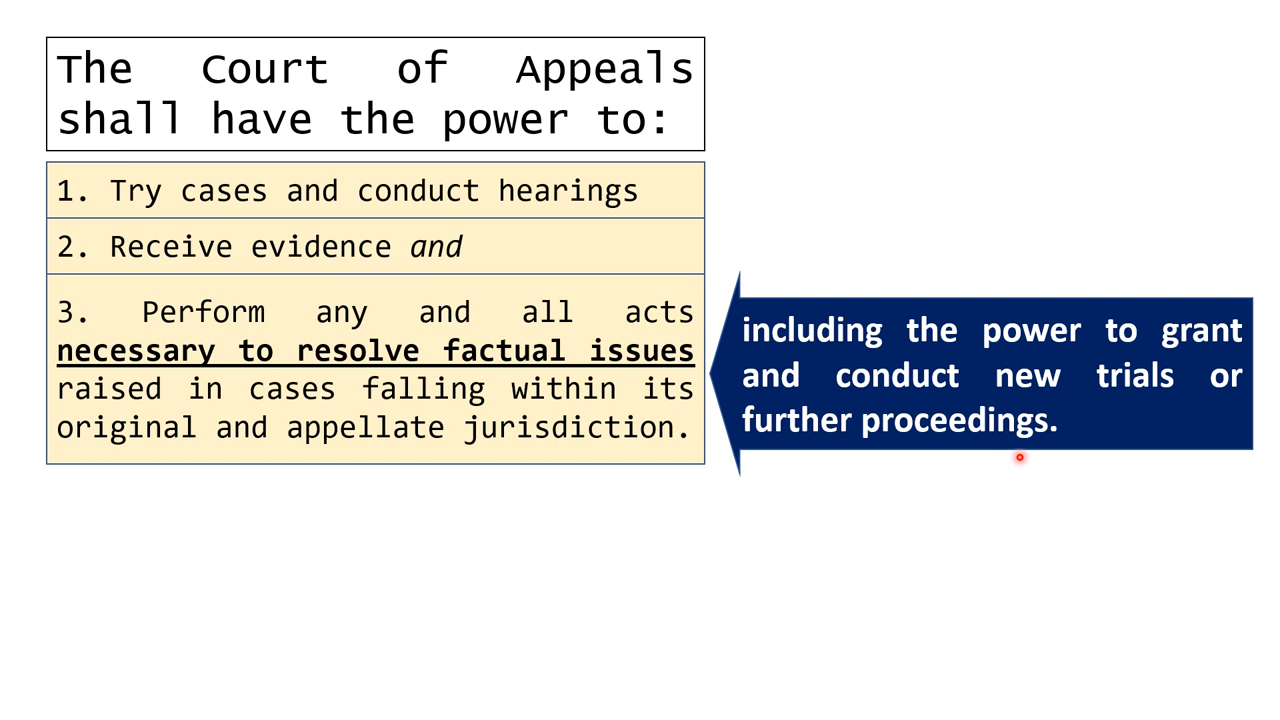 The Court of Appeals
shall have the power to:
1. Try cases and conduct hearings
2. Receive evidence and
3. Perform any and all acts
necessary to resolve factual issues
raised in cases falling within its
original and appellate jurisdiction.
including the power to grant
and conduct new trials or
further proceedings.